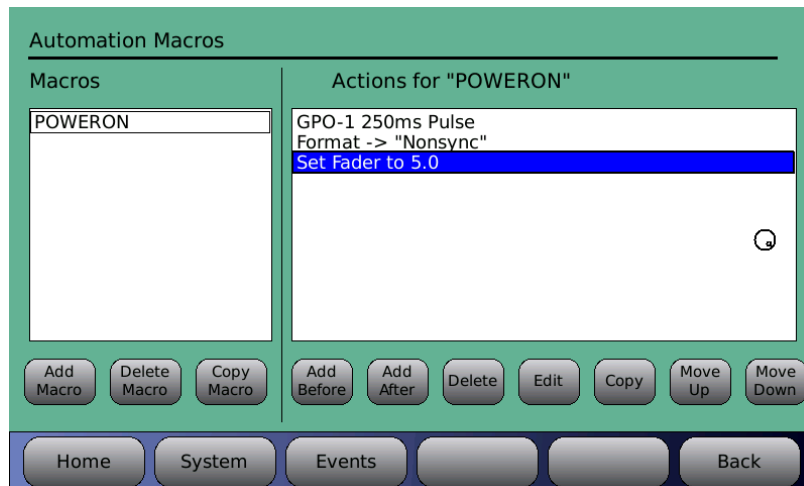 Automation Macros
Macros
Actions for "POWERON"
POWERON
GPO-1 250ms Pulse
Format -> "Nonsync"
Set Fader to 5.0
Add
Macro
Delete
Macro
Copy
Macro
Add
Before
Add
After
Delete
Edit
Copy
Move
Up
Move
Down
Home
System
Events
Back